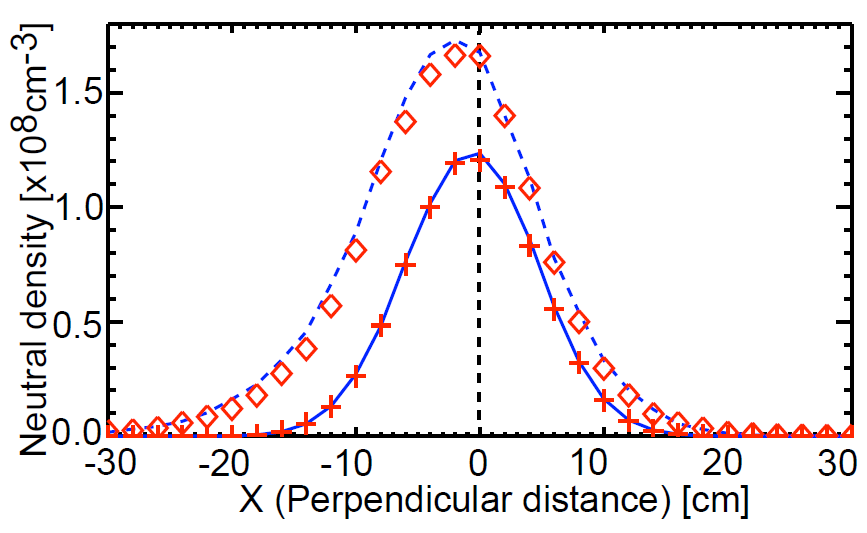 Neutral density [x10⁸cm-3]
1.5
1.0
0.5
0.0
-30 -20 -10 0 10 20 30
X (Perpendicular distance) [cm]